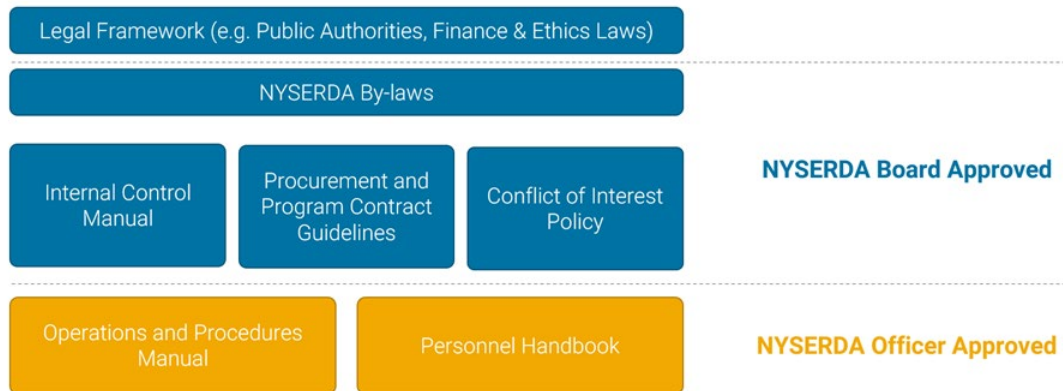 Legal Framework (e.g. Public Authorities, Finance & Ethics Laws)
NYSERDA By-laws
Internal Control
Manual
Procurement and
Program Contract
Guidelines
Conflict of Interest
Policy
NYSERDA Board Approved
Operations and Procedures
Manual
Personnel Handbook
NYSERDA Officer Approved